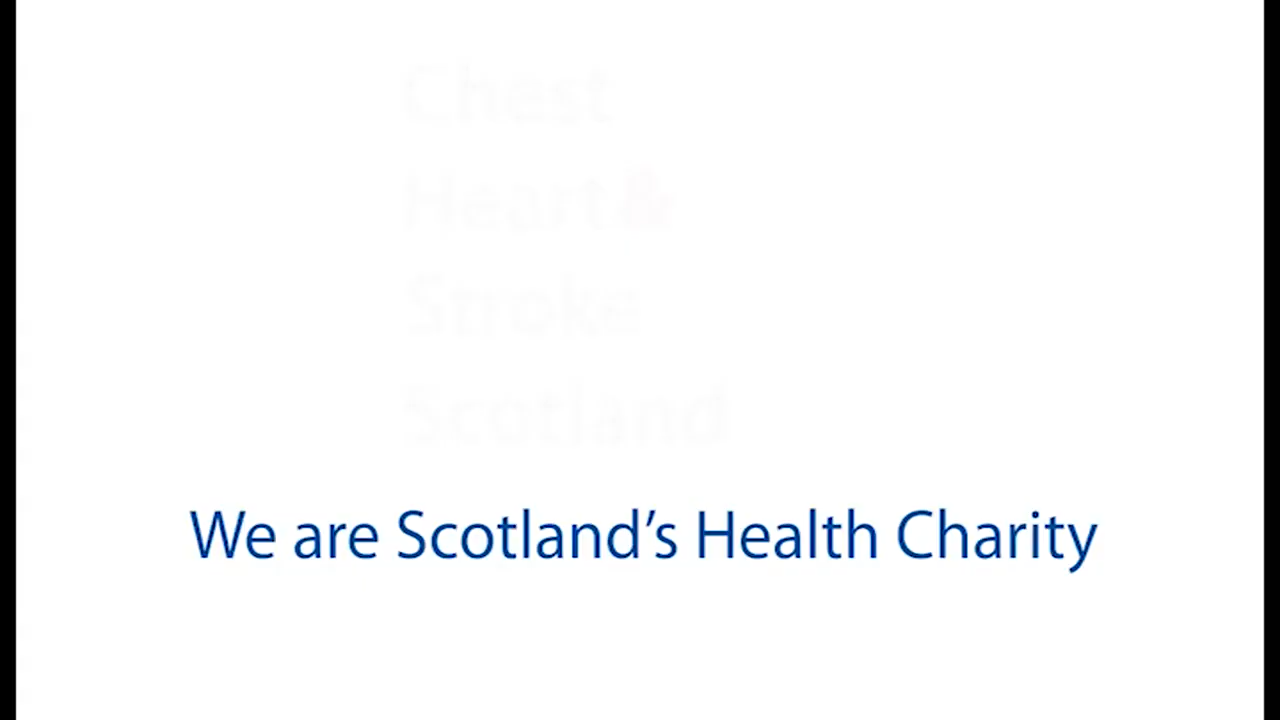 Chest
Heart &
Stroke
Scotland
We are Scotland’s Health Charity